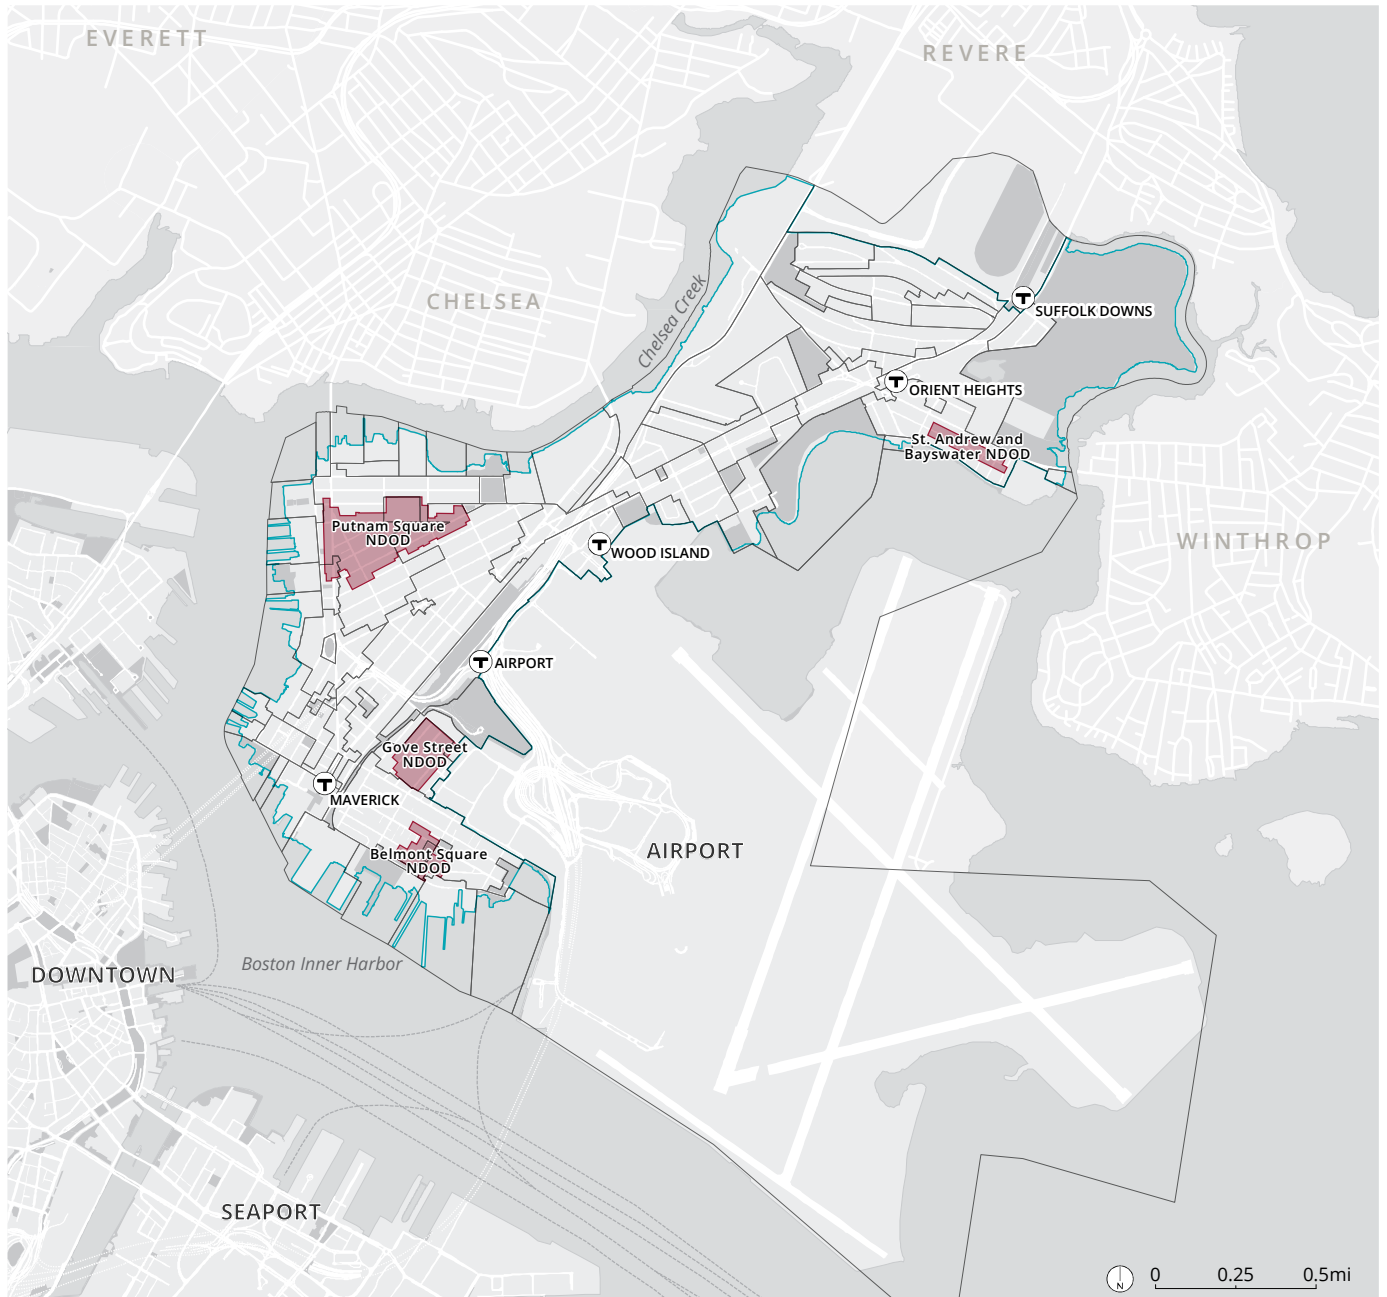 EVERETT
REVERE
CHELSEA
Chelsea Creek
T
SUFFOLK DOWNS
T
ORIENT HEIGHTS
St. Andrew and
Bayswater NDOD
Putnam Square
NDOD
T
WOOD ISLAND
WINTHROP
T
AIRPORT
Gove Street
NDOD
T
MAVERICK
Belmont Square
NDOD
AIRPORT
Boston Inner Harbor
DOWNTOWN
SEAPORT
N
0 0.25 0.5mi